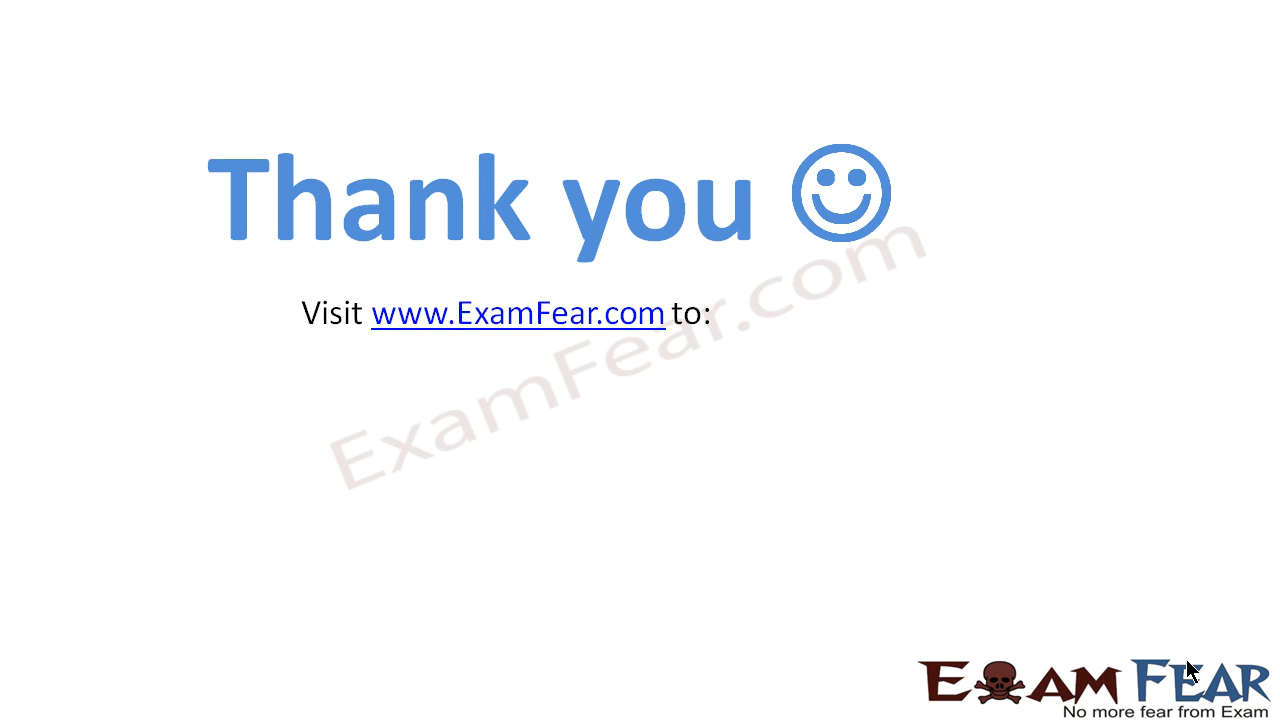 Thank you ☺
Visit www.ExamFear.com to:
ExamFear.com
EXAM FEAR
No more fear from Exam